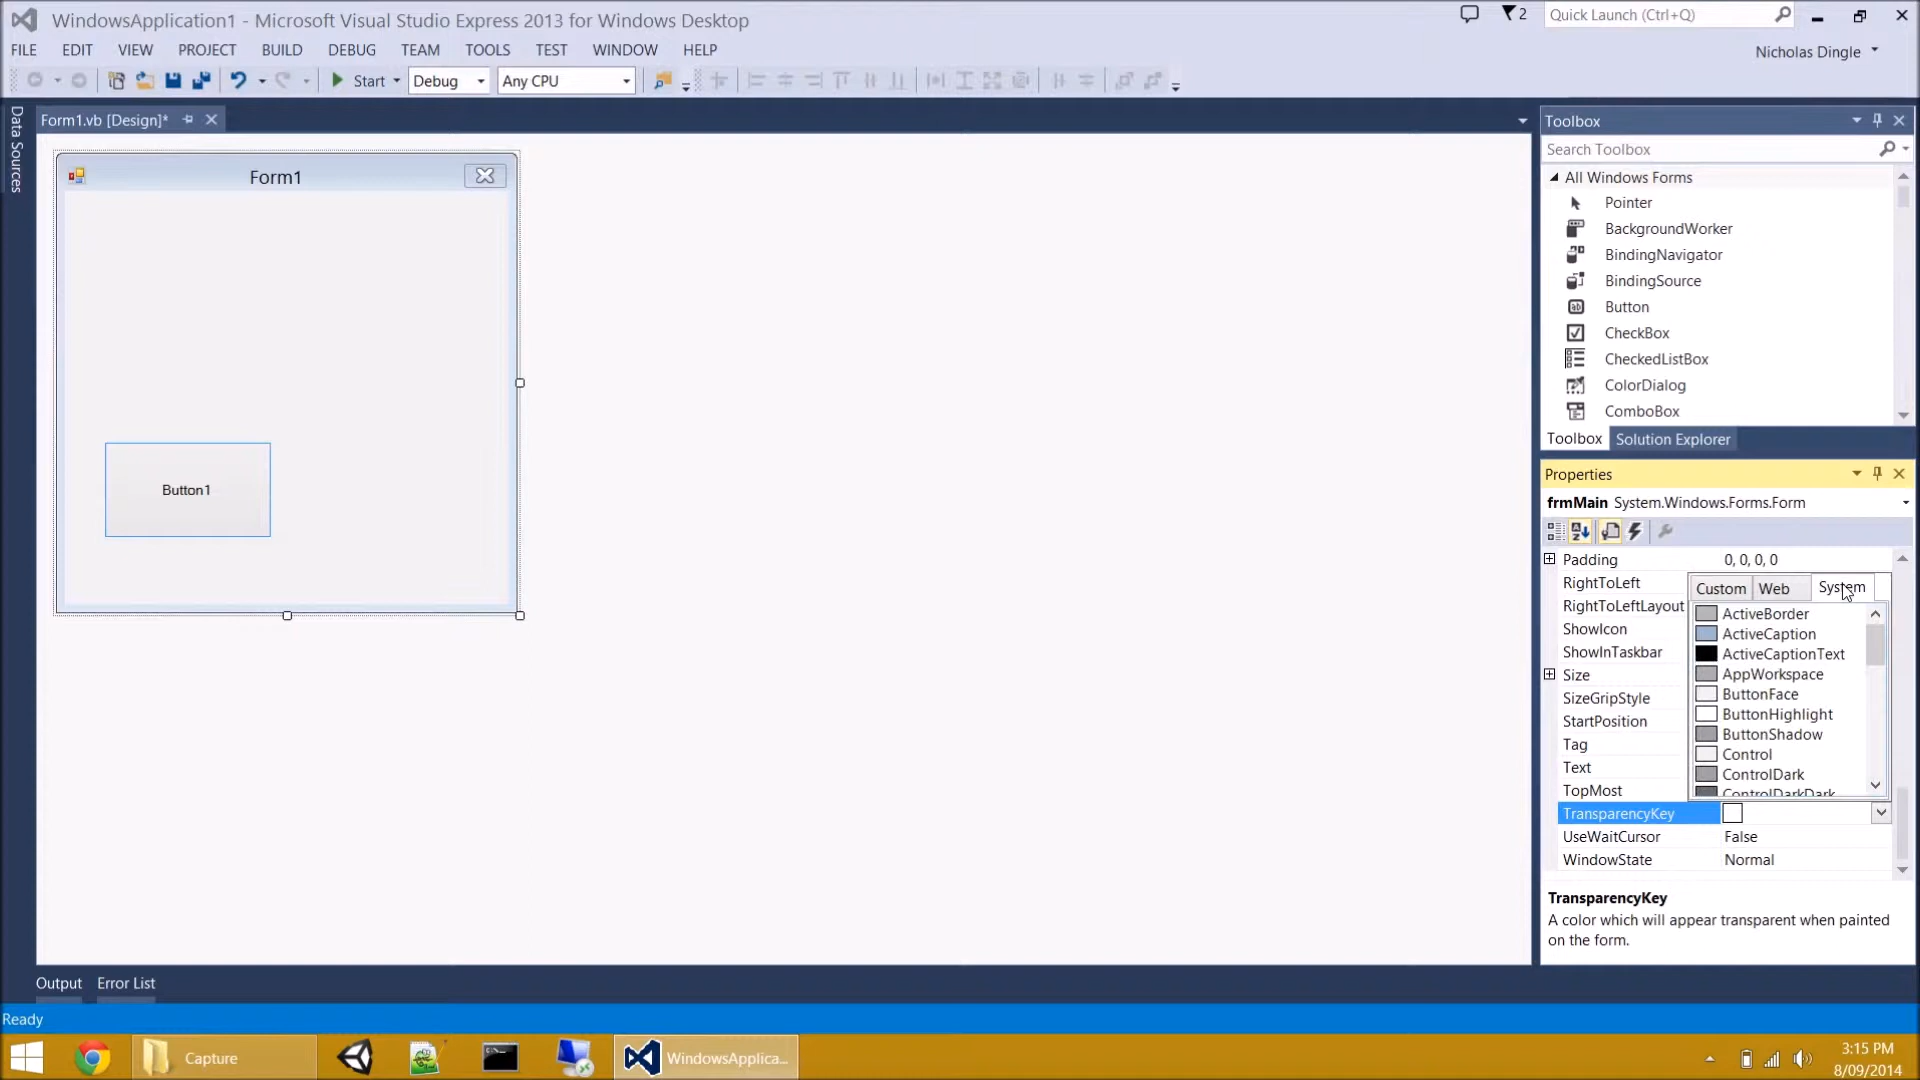 WindowsApplication1 - Microsoft Visual Studio Express 2013 for Windows Desktop
2
Quick Launch (Ctrl+Q)
FILE EDIT VIEW PROJECT BUILD DEBUG TEAM TOOLS TEST WINDOW HELP
Nicholas Dingle
Start Debug Any CPU
Data Sources
Form1.vb [Design]*
Form1
Button1
Toolbox
Search Toolbox
All Windows Forms
Pointer
BackgroundWorker
BindingNavigator
BindingSource
Button
CheckBox
CheckedListBox
ColorDialog
ComboBox
Toolbox Solution Explorer
Properties
frmMain System.Windows.Forms.Form
Padding 0, 0, 0, 0
RightToLeft
RightToLeftLayout
ShowIcon
ShowInTaskbar
Size
SizeGripStyle
StartPosition
Tag
Text
TopMost
TransparencyKey
UseWaitCursor False
WindowState Normal
Custom Web System
ActiveBorder
ActiveCaption
ActiveCaptionText
AppWorkspace
ButtonFace
ButtonHighlight
ButtonShadow
Control
ControlDark
ControlDarkDark
TransparencyKey
A color which will appear transparent when painted
on the form.
Output Error List
Ready
Capture
WindowsApplica...
3:15 PM
8/09/2014